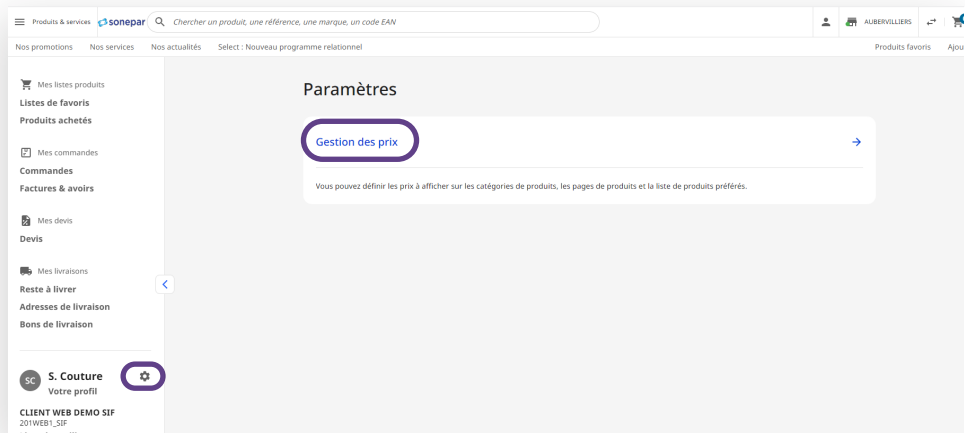 Produits & services
sonepar
Chercher un produit, une référence, une marque, un code EAN
AUBERVILLIERS
Nos promotions
Nos services
Nos actualités
Select : Nouveau programme relationnel
Produits favoris
Ajou
Mes listes produits
Listes de favoris
Produits achetés
Mes commandes
Commandes
Factures & avoirs
Mes devis
Devis
Mes livraisons
Reste à livrer
Adresses de livraison
Bons de livraison
SC
S. Couture
Votre profil
CLIENT WEB DEMO SIF
201WEB1_SIF
Paramètres
Gestion des prix
Vous pouvez définir les prix à afficher sur les catégories de produits, les pages de produits et la liste de produits préférés.